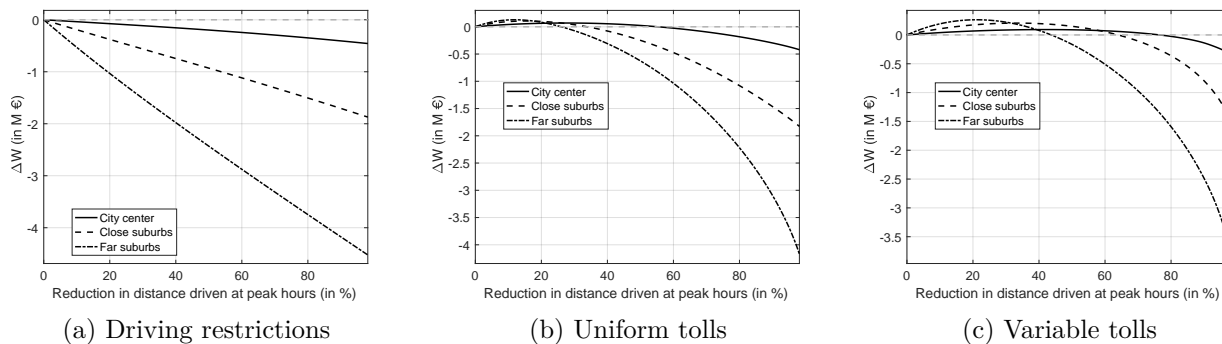 0
-1
-2
-3
-4
ΔW (in M €)
City center
Close suburbs
Far suburbs
0 20 40 60 80
Reduction in distance driven at peak hours (in %)
(a) Driving restrictions
0.5
0
-0.5
-1
-1.5
-2
-2.5
-3
-3.5
-4
ΔW (in M €)
City center
Close suburbs
Far suburbs
0 20 40 60 80
Reduction in distance driven at peak hours (in %)
(b) Uniform tolls
0.5
0
-0.5
-1
-1.5
-2
-2.5
-3
-3.5
ΔW (in M €)
City center
Close suburbs
Far suburbs
0 20 40 60 80
Reduction in distance driven at peak hours (in %)
(c) Variable tolls